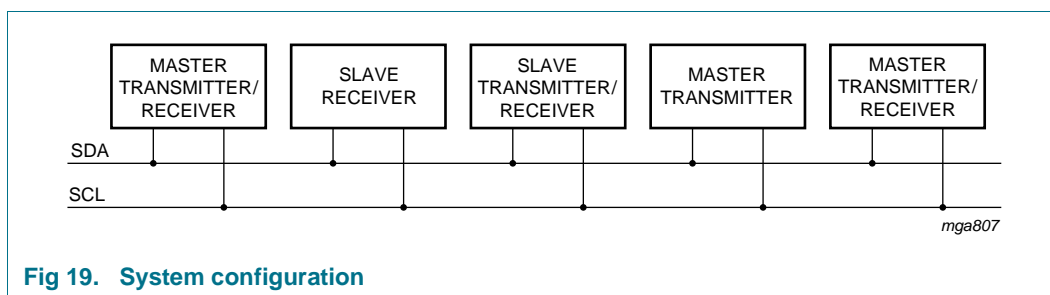 MASTER
TRANSMITTER/
RECEIVER
SLAVE
RECEIVER
SLAVE
TRANSMITTER/
RECEIVER
MASTER
TRANSMITTER
MASTER
TRANSMITTER/
RECEIVER
SDA
SCL
mga807
Fig 19. System configuration